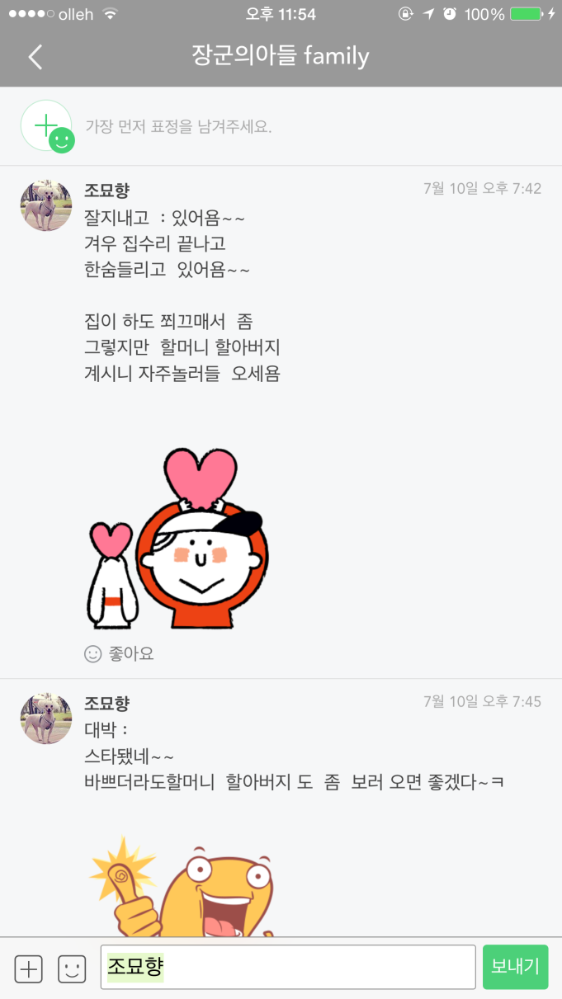 olleh 오후 11:54 100%
장군의아들 family
가장 먼저 표정을 남겨주세요.
조묘향 7월 10일 오후 7:42
잘지내고 : 있어욤~~
겨우 집수리 끝나고
한숨들리고 있어욤~~
집이 하도 쬐끄매서 좀
그렇지만 할머니 할아버지
계시니 자주놀러들 오세욤
좋아요
조묘향 7월 10일 오후 7:45
대박 :
스타됐네~~
바쁘더라도할머니 할아버지 도 좀 보러 오면 좋겠다~ㅋ
조묘향
보내기